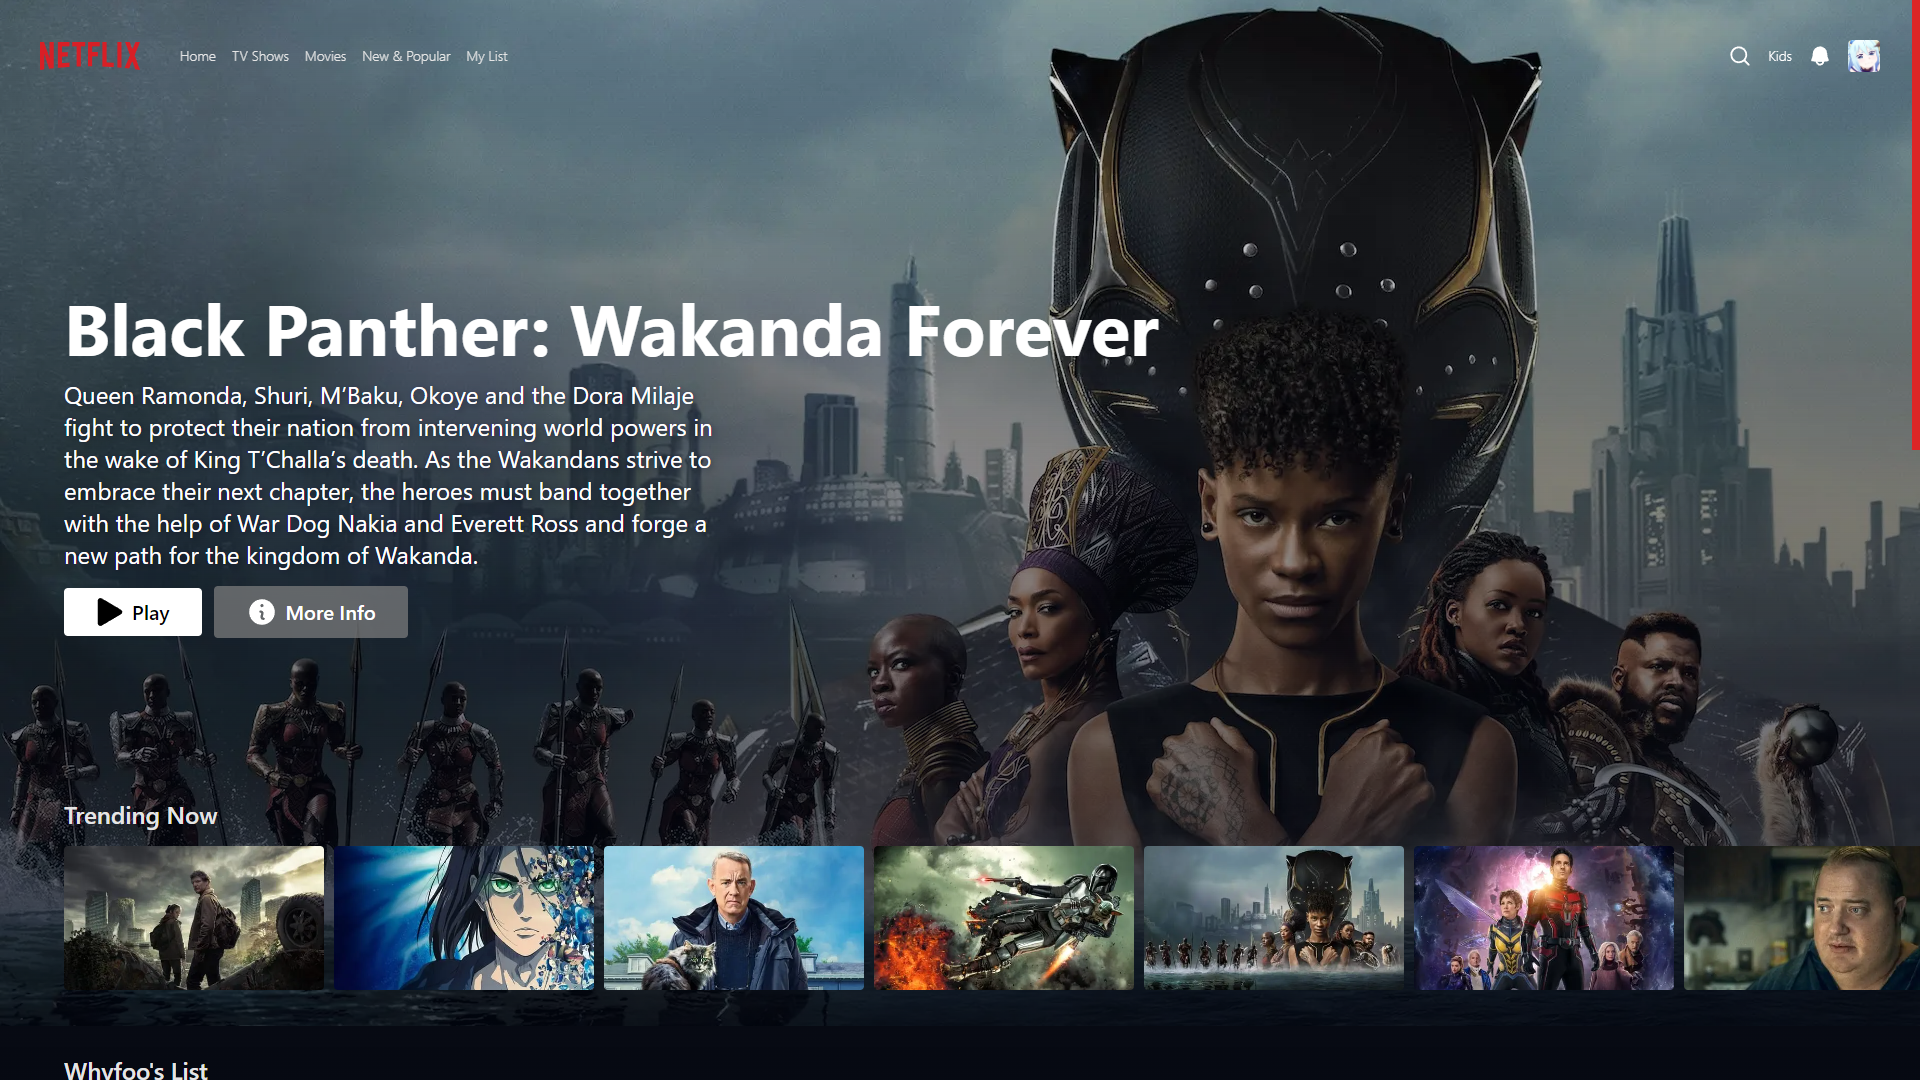 NETFLIX
Home TV Shows Movies New & Popular My List
Kids
Black Panther: Wakanda Forever
Queen Ramonda, Shuri, M’Baku, Okoye and the Dora Milaje
fight to protect their nation from intervening world powers in
the wake of King T’Challa’s death. As the Wakandans strive to
embrace their next chapter, the heroes must band together
with the help of War Dog Nakia and Everett Ross and forge a
new path for the kingdom of Wakanda.
Play
More Info
Trending Now
Whyfoo's List